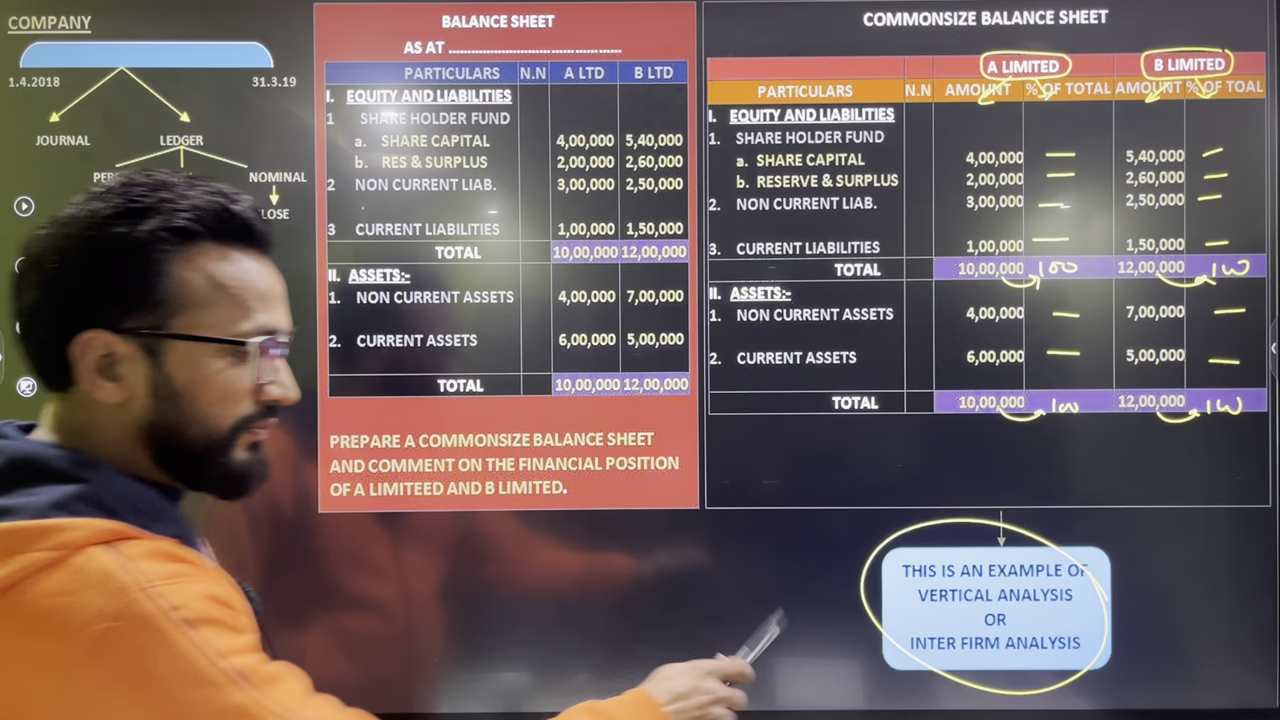 COMPANY
1.4.2018 31.3.19
JOURNAL LEDGER
NOMINAL
BALANCE SHEET
AS AT ................................................
PARTICULARS N.N A LTD B LTD
I. EQUITY AND LIABILITIES
1 SHARE HOLDER FUND
a. SHARE CAPITAL 4,00,000 5,40,000
b. RES & SURPLUS 2,00,000 2,60,000
2 NON CURRENT LIAB. 3,00,000 2,50,000
3 CURRENT LIABILITIES 1,00,000 1,50,000
TOTAL 10,00,000 12,00,000
II. ASSETS:-
1. NON CURRENT ASSETS 4,00,000 7,00,000
2. CURRENT ASSETS 6,00,000 5,00,000
TOTAL 10,00,000 12,00,000
PREPARE A COMMONSIZE BALANCE SHEET
AND COMMENT ON THE FINANCIAL POSITION
OF A LIMITEED AND B LIMITED.
COMMONSIZE BALANCE SHEET
A LIMITED B LIMITED
PARTICULARS N.N AMOUNT % OF TOTAL AMOUNT % OF TOAL
I. EQUITY AND LIABILITIES
1. SHARE HOLDER FUND
a. SHARE CAPITAL 4,00,000 5,40,000
b. RESERVE & SURPLUS 2,00,000 2,60,000
2. NON CURRENT LIAB. 3,00,000 2,50,000
3. CURRENT LIABILITIES 1,00,000 1,50,000
TOTAL 10,00,000 100 12,00,000 100
II. ASSETS:-
1. NON CURRENT ASSETS 4,00,000 7,00,000
2. CURRENT ASSETS 6,00,000 5,00,000
TOTAL 10,00,000 100 12,00,000 100
THIS IS AN EXAMPLE OF
VERTICAL ANALYSIS
OR
INTER FIRM ANALYSIS